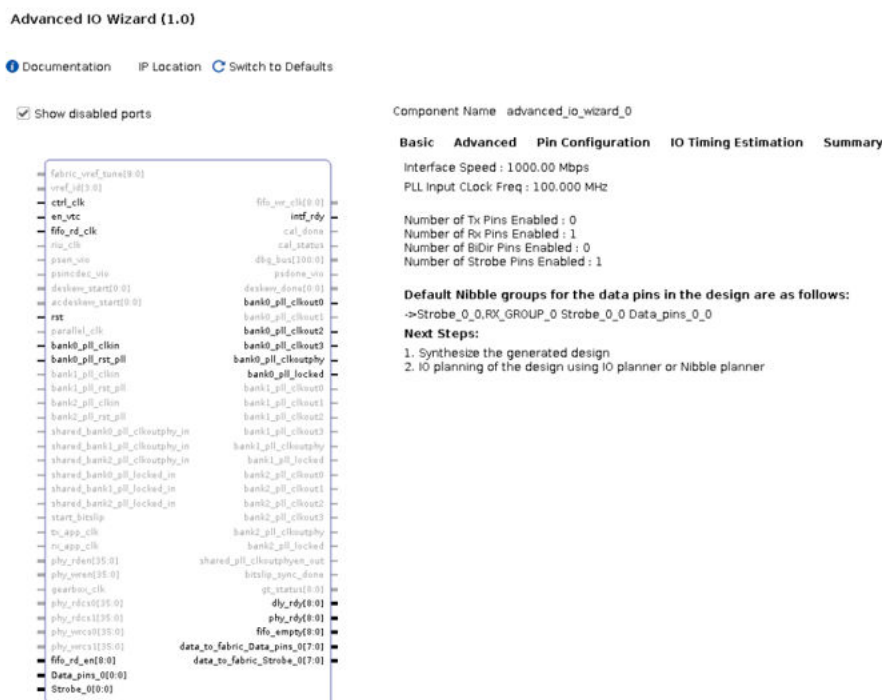 Advanced IO Wizard (1.0)
Documentation IP Location Switch to Defaults
Show disabled ports
fabric_vref_tune[9:0]
vref_id[3:0]
ctrl_clk
en_vtc
fifo_rd_clk
riu_clk
psen_vio
psincdec_vio
deskew_start[0:0]
acdeskew_start[0:0]
rst
parallel_clk
bank0_pll_clkin
bank0_pll_rst_pll
bank1_pll_clkin
bank1_pll_rst_pll
bank2_pll_clkin
bank2_pll_rst_pll
shared_bank0_pll_clkoutphy_in
shared_bank1_pll_clkoutphy_in
shared_bank2_pll_clkoutphy_in
shared_bank0_pll_locked_in
shared_bank1_pll_locked_in
shared_bank2_pll_locked_in
start_bitslip
tx_app_clk
rx_app_clk
phy_rden[35:0]
phy_wren[35:0]
gearbox_clk
phy_rdcs0[35:0]
phy_rdcs1[35:0]
phy_wrcs0[35:0]
phy_wrcs1[35:0]
fifo_rd_en[8:0]
Data_pins_0[0:0]
Strobe_0[0:0]
fifo_wr_clk[0:0]
intf_rdy
cal_done
cal_status
dbg_bus[100:0]
psdone_vio
deskew_done[0:0]
bank0_pll_clkout0
bank0_pll_clkout1
bank0_pll_clkout2
bank0_pll_clkout3
bank0_pll_clkoutphy
bank0_pll_locked
bank1_pll_clkout0
bank1_pll_clkout1
bank1_pll_clkout2
bank1_pll_clkout3
bank1_pll_clkoutphy
bank1_pll_locked
bank2_pll_clkout0
bank2_pll_clkout1
bank2_pll_clkout2
bank2_pll_clkout3
bank2_pll_clkoutphy
bank2_pll_locked
shared_pll_clkoutphyen_out
bitslip_sync_done
gt_status[8:0]
dly_rdy[8:0]
phy_rdy[8:0]
fifo_empty[8:0]
data_to_fabric_Data_pins_0[7:0]
data_to_fabric_Strobe_0[7:0]
Component Name advanced_io_wizard_0
Basic Advanced Pin Configuration IO Timing Estimation Summary
Interface Speed : 1000.00 Mbps
PLL Input CLock Freq : 100.000 MHz
Number of Tx Pins Enabled : 0
Number of Rx Pins Enabled : 1
Number of BiDir Pins Enabled : 0
Number of Strobe Pins Enabled : 1
Default Nibble groups for the data pins in the design are as follows:
->Strobe_0_0,RX_GROUP_0 Strobe_0_0 Data_pins_0_0
Next Steps:
1. Synthesize the generated design
2. IO planning of the design using IO planner or Nibble planner